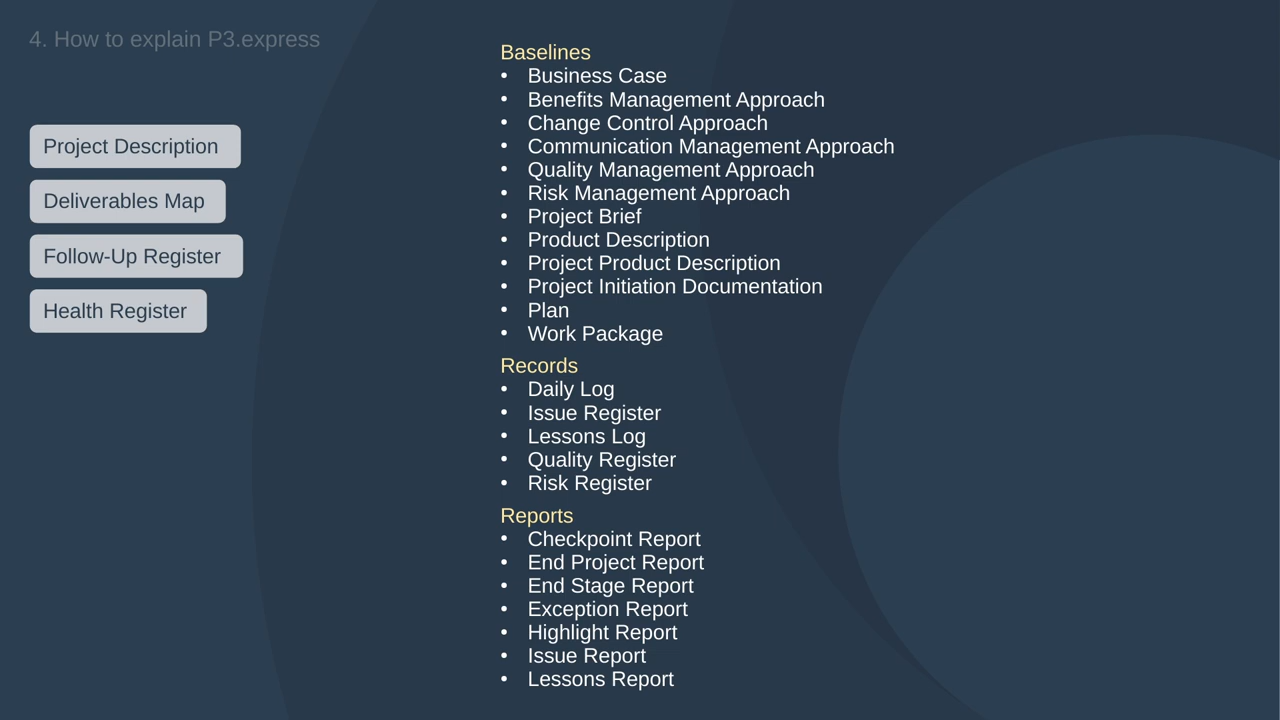 4. How to explain P3.express
Project Description
Deliverables Map
Follow-Up Register
Health Register
Baselines
• Business Case
• Benefits Management Approach
• Change Control Approach
• Communication Management Approach
• Quality Management Approach
• Risk Management Approach
• Project Brief
• Product Description
• Project Product Description
• Project Initiation Documentation
• Plan
• Work Package
Records
• Daily Log
• Issue Register
• Lessons Log
• Quality Register
• Risk Register
Reports
• Checkpoint Report
• End Project Report
• End Stage Report
• Exception Report
• Highlight Report
• Issue Report
• Lessons Report